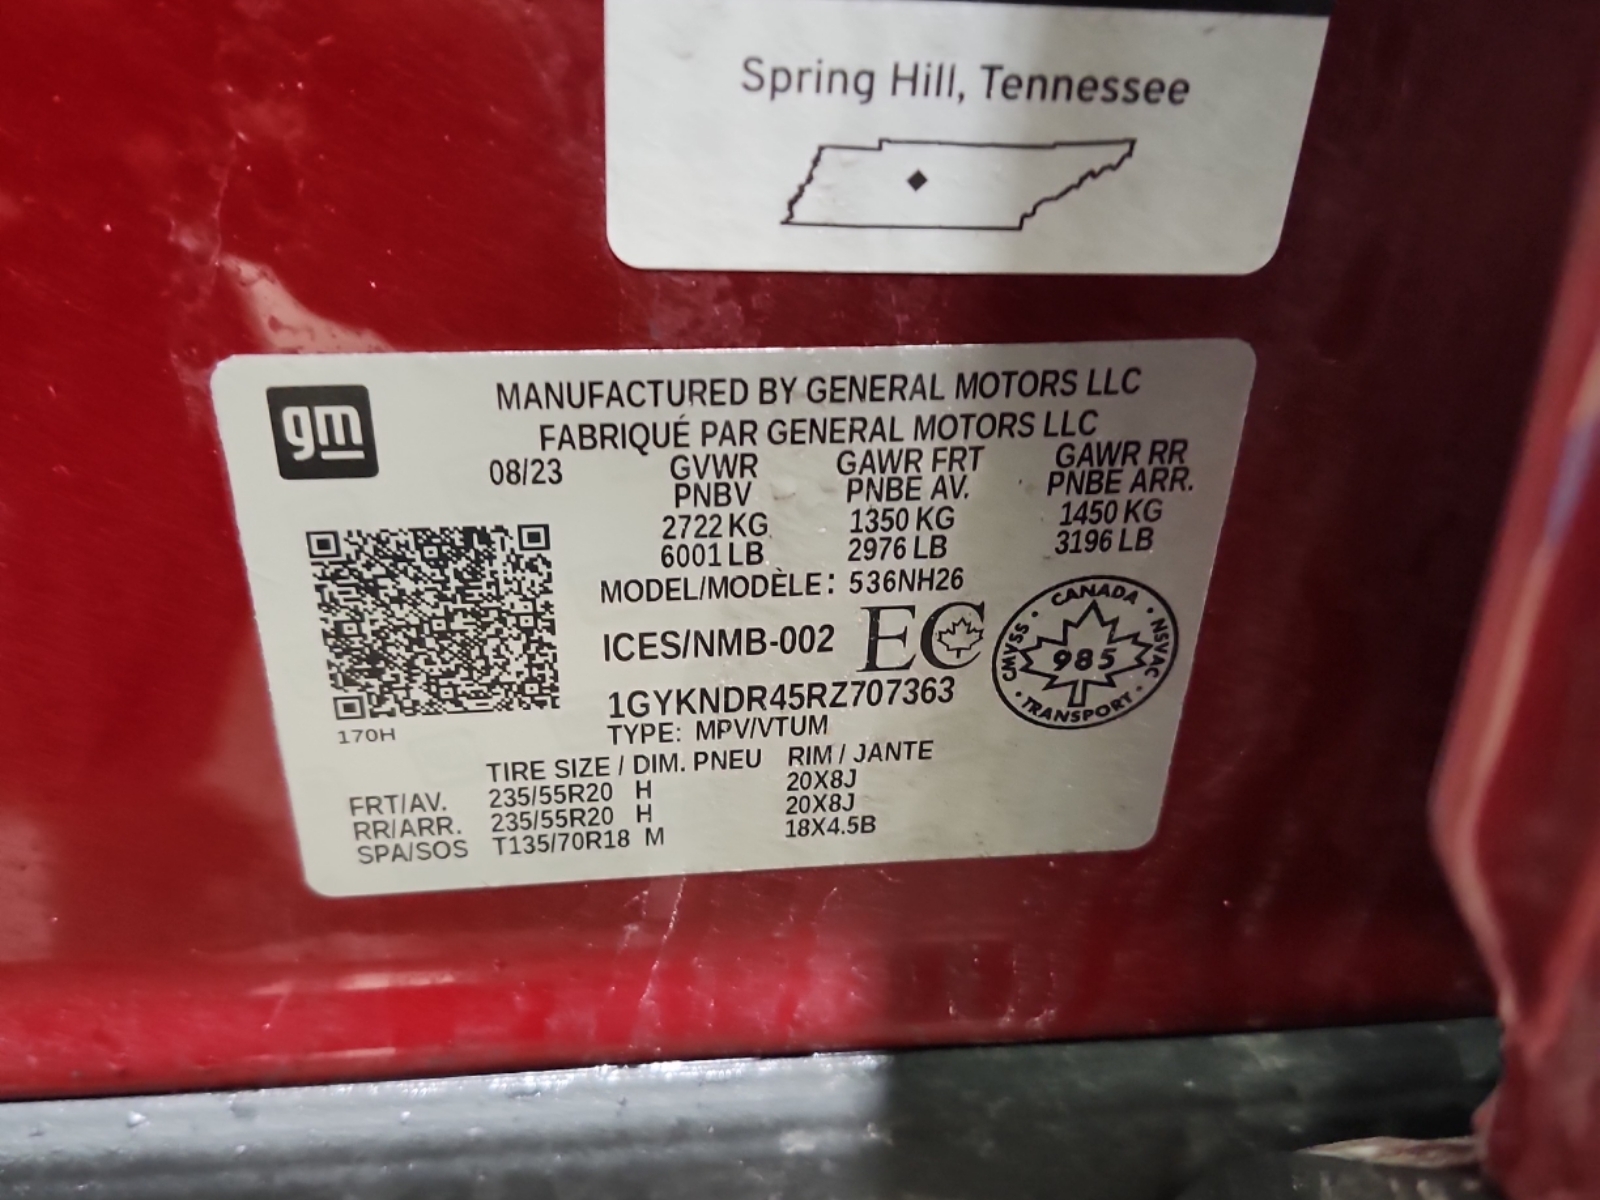 Spring Hill, Tennessee
gm
MANUFACTURED BY GENERAL MOTORS LLC
FABRIQUÉ PAR GENERAL MOTORS LLC
08/23 GVWR GAWR FRT GAWR RR
PNBV PNBE AV. PNBE ARR.
2722 KG 1350 KG 1450 KG
6001 LB 2976 LB 3196 LB
MODEL/MODÈLE: 536NH26
ICES/NMB-002 EC
CANADA
CMVSS 985 NSVAC
TRANSPORT
1GYKNDR45RZ707363
170H
TYPE: MPV/VTUM
TIRE SIZE / DIM. PNEU RIM / JANTE
FRT/AV. 235/55R20 H 20X8J
RR/ARR. 235/55R20 H 20X8J
SPA/SOS T135/70R18 M 18X4.5B